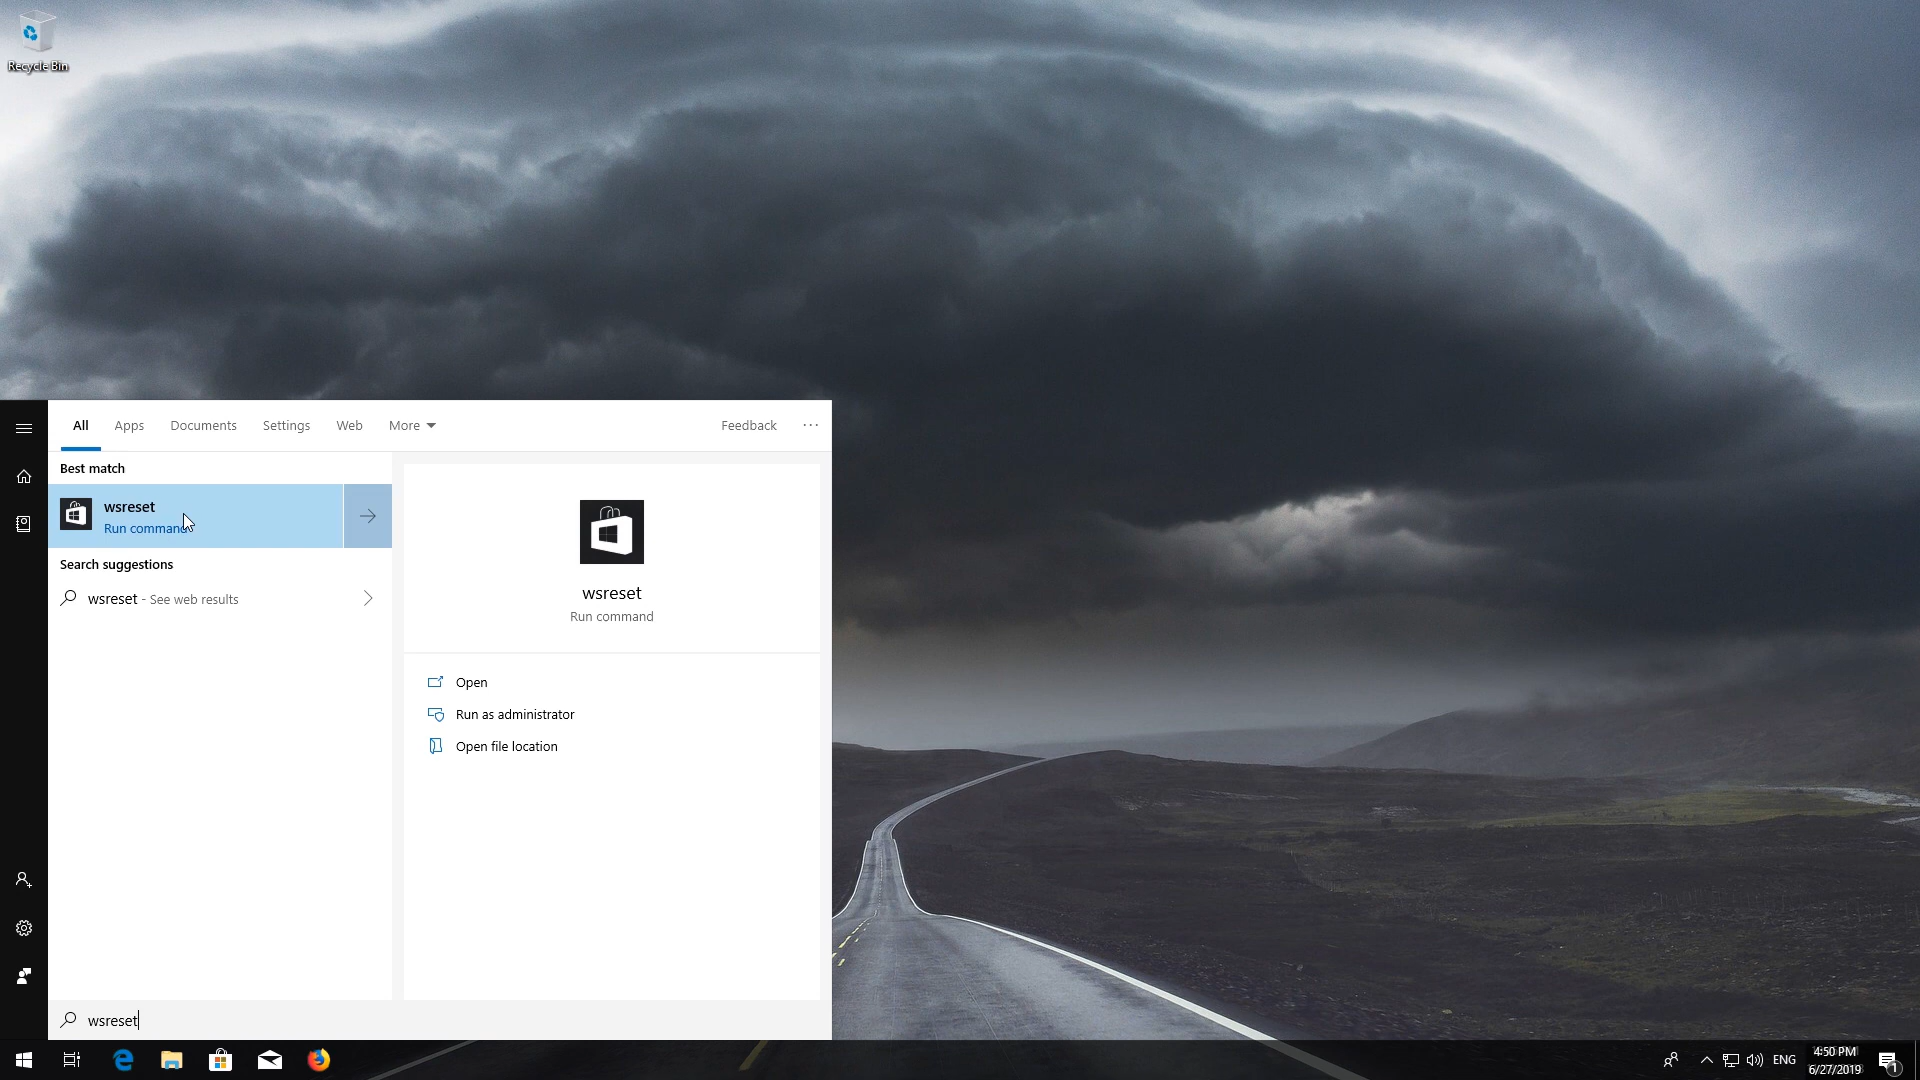 Recycle Bin
All
Apps
Documents
Settings
Web
More
Feedback
Best match
wsreset
Run command
Search suggestions
wsreset - See web results
wsreset
Run command
Open
Run as administrator
Open file location
wsreset
ENG
4:50 PM
6/27/2019
1